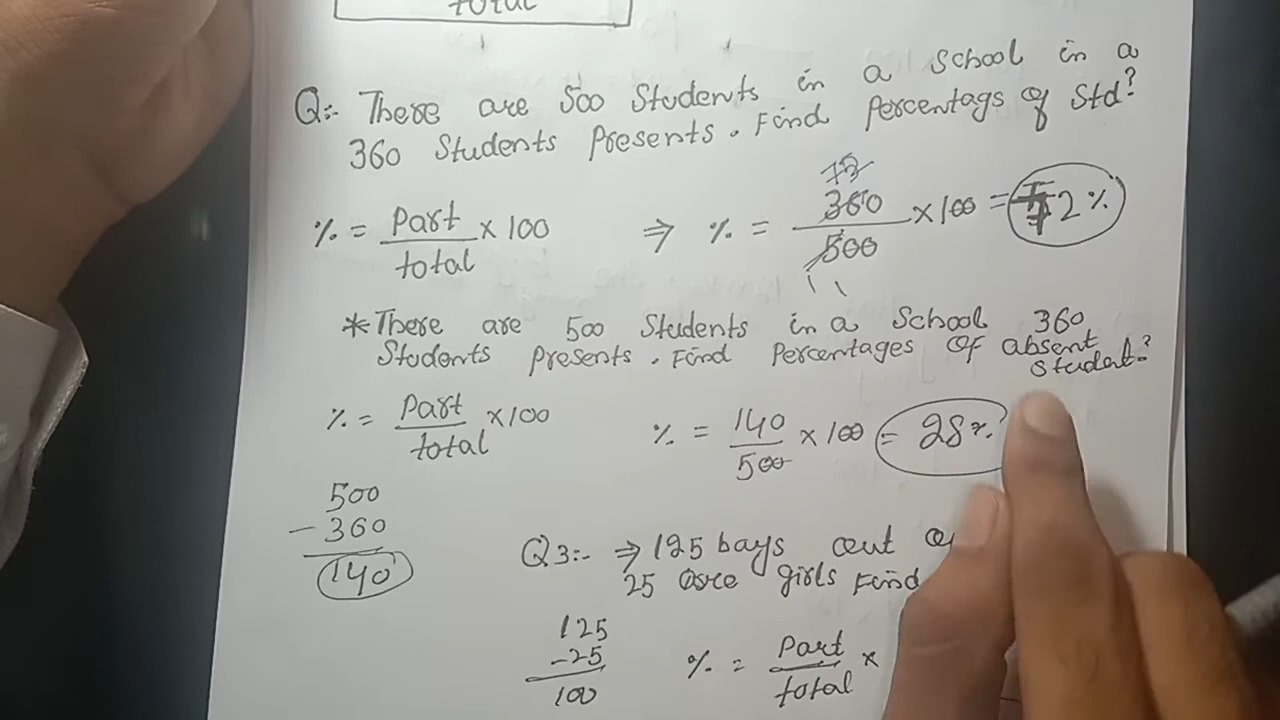 total
Q:- There are 500 Students in a School in a
360 Students Presents. Find Percentags of Std?
% = Part/total × 100 ⇒ % = 360/500 × 100 = 72%
72
* There are 500 Students in a School 360
Students Presents. Find Percentages of absent
Student?
% = Part/total × 100 % = 140/500 × 100 = 28%
500
- 360
140
Q3:- ⇒ 125 bays out
25 are girls Find
125
-25
100
% = Part/total ×